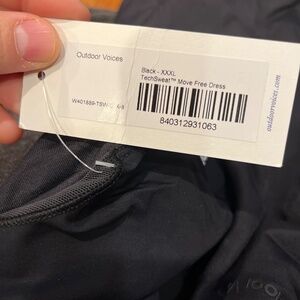 Outdoor Voices
Black - XXXL
TechSweat™ Move Free Dress
840312931063
outdoorvoices.com